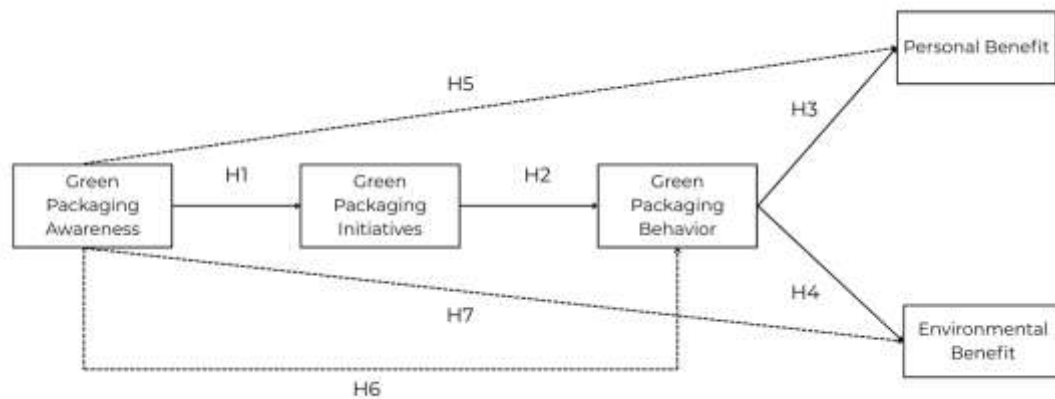 Personal Benefit
H5
H3
Green
Packaging
Awareness
H1
Green
Packaging
Initiatives
H2
Green
Packaging
Behavior
H4
H7
Environmental
Benefit
H6